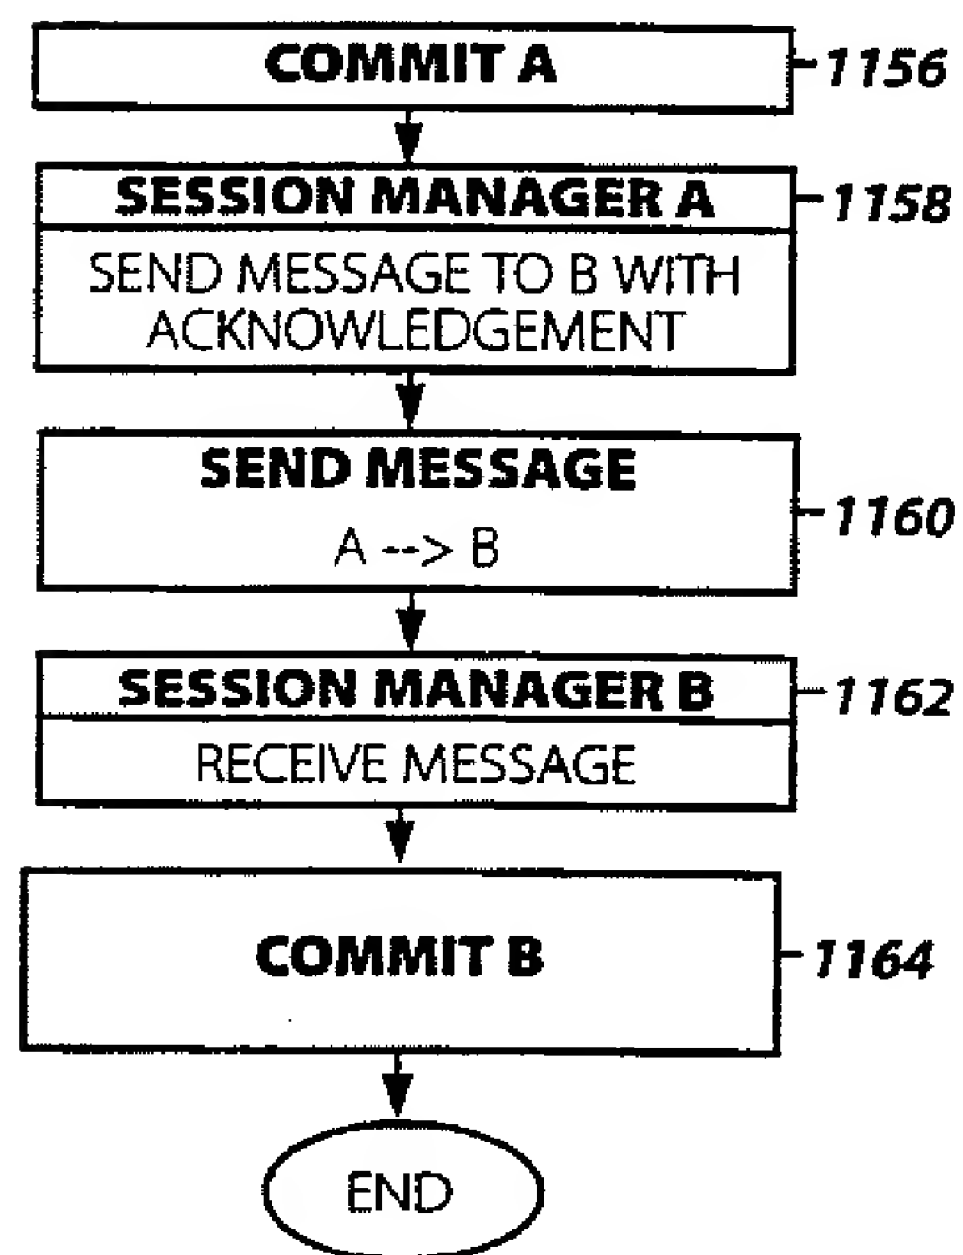 COMMIT A
1156
SESSION MANAGER A
1158
SEND MESSAGE TO B WITH
ACKNOWLEDGEMENT
SEND MESSAGE
A --> B
1160
SESSION MANAGER B
1162
RECEIVE MESSAGE
COMMIT B
1164
END